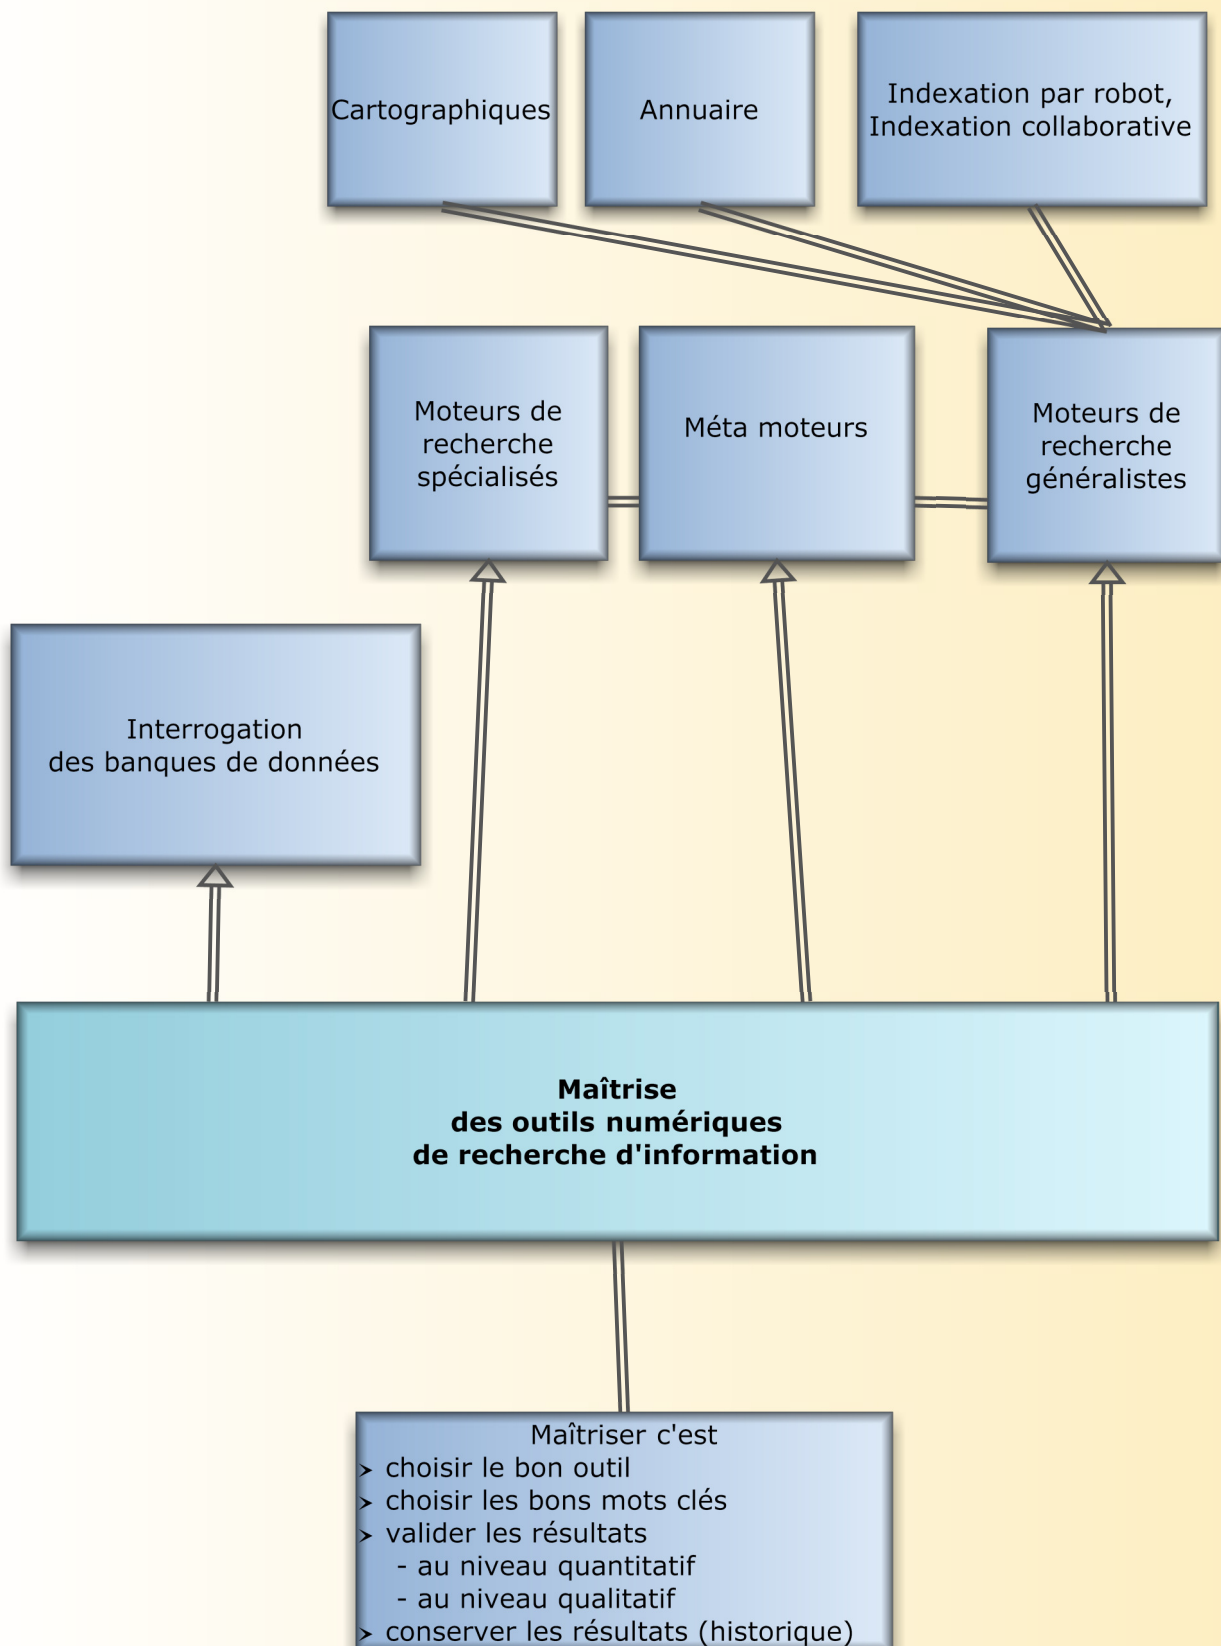 Cartographiques
Annuaire
Indexation par robot,
Indexation collaborative
Moteurs de
recherche
spécialisés
Méta moteurs
Moteurs de
recherche
généralistes
Interrogation
des banques de données
Maîtrise
des outils numériques
de recherche d'information
Maîtriser c'est
➢ choisir le bon outil
➢ choisir les bons mots clés
➢ valider les résultats
- au niveau quantitatif
- au niveau qualitatif
➢ conserver les résultats (historique)